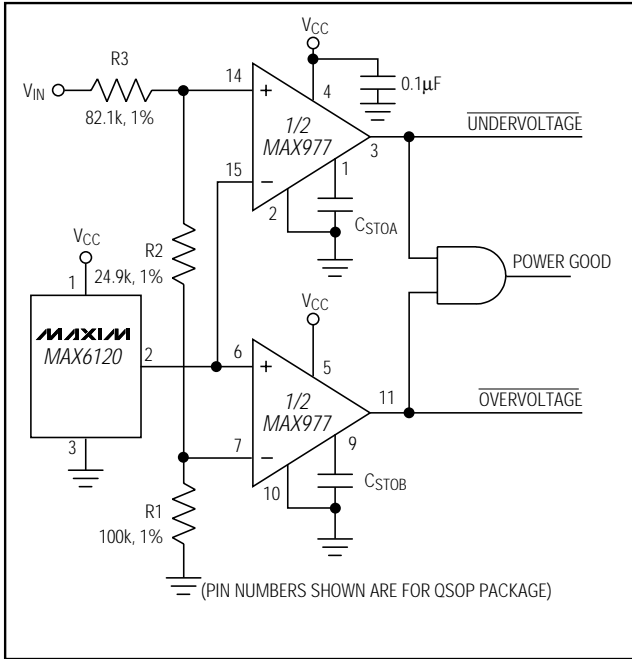 VCC
R3
VIN
82.1k, 1%
14
+
4
0.1µF
1/2
MAX977
3
UNDERVOLTAGE
15
−
1
2
CSTOA
VCC
R2
24.9k, 1%
1
MAXIM
MAX6120
2
3
POWER GOOD
VCC
6
+
5
1/2
MAX977
11
OVERVOLTAGE
7
−
9
10
CSTOB
R1
100k, 1%
(PIN NUMBERS SHOWN ARE FOR QSOP PACKAGE)